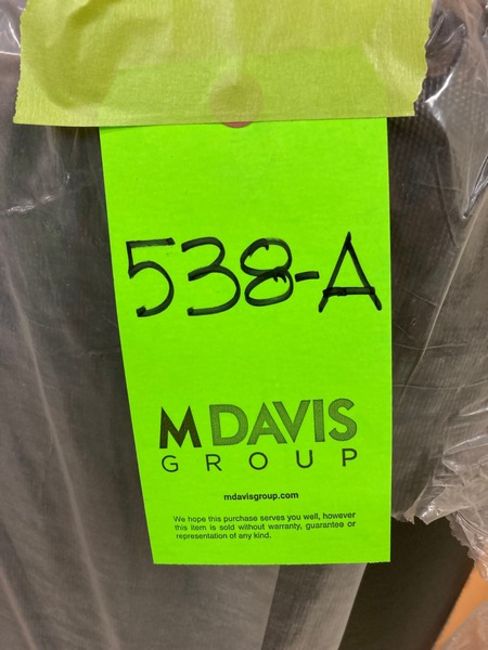 538-A
M DAVIS
GROUP
mdavisgroup.com
We hope this purchase serves you well, however
this item is sold without warranty, guarantee or
representation of any kind.